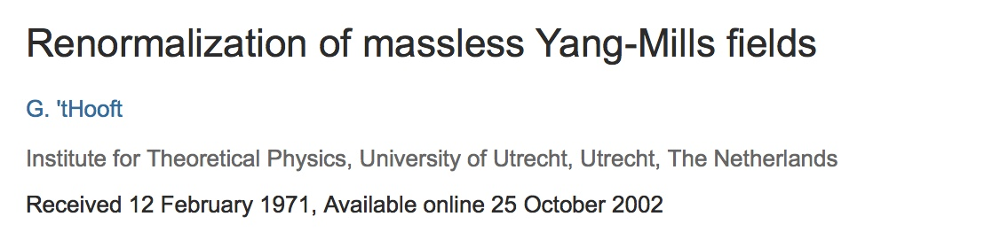 Renormalization of massless Yang-Mills fields
G. 'tHooft
Institute for Theoretical Physics, University of Utrecht, Utrecht, The Netherlands
Received 12 February 1971, Available online 25 October 2002